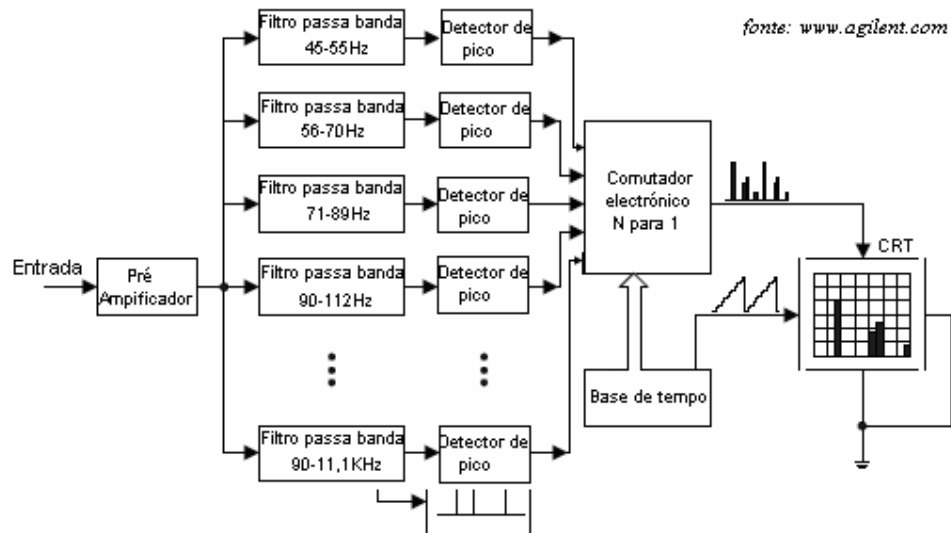 Filtro passa banda
45-55Hz
Detector de
pico
fonte: www.agilent.com
Filtro passa banda
56-70Hz
Detector de
pico
Filtro passa banda
71-89Hz
Detector de
pico
Comutador
electrónico
N para 1
CRT
Entrada
Pré
Ampificador
Filtro passa banda
90-112Hz
Detector de
pico
Base de tempo
Filtro passa banda
90-11,1KHz
Detector de
pico